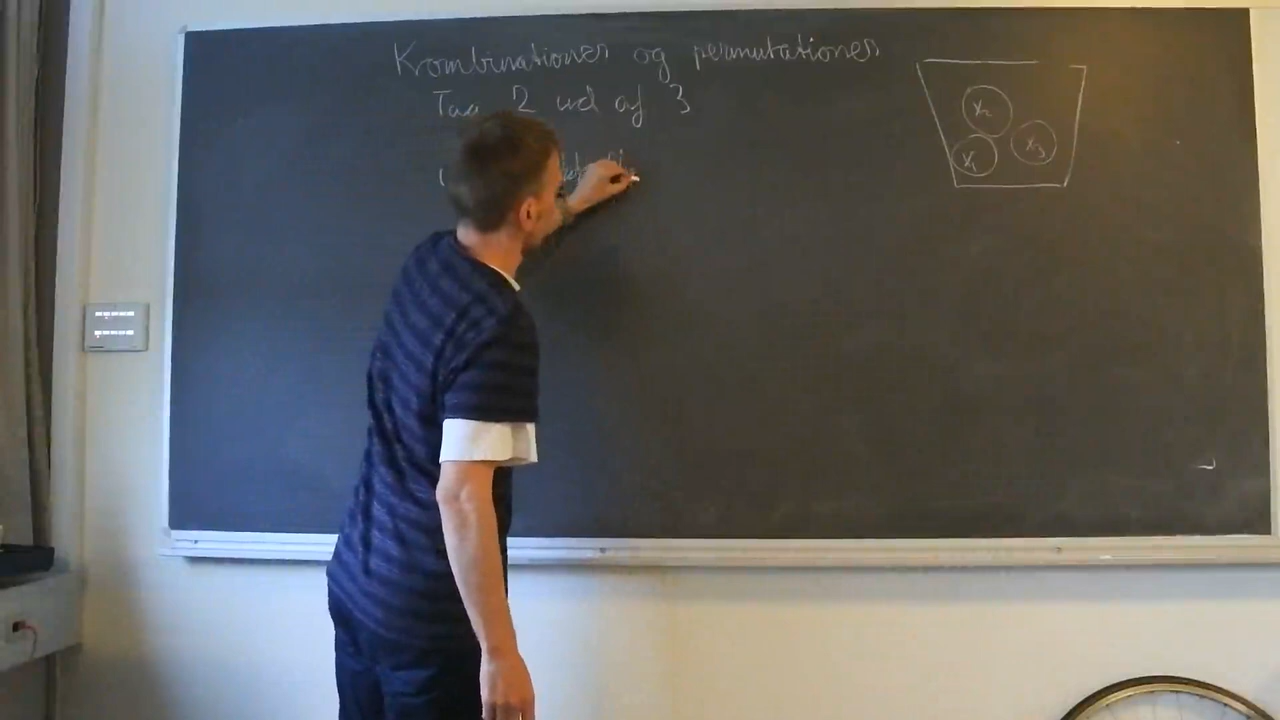 Kombinationer og permutationer
Tag 2 ud af 3
x₂
x₁ x₃